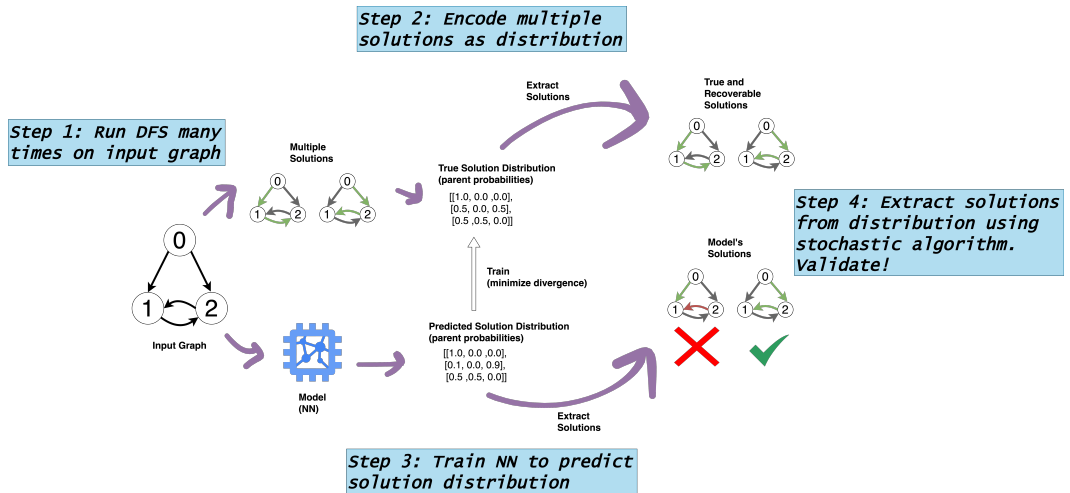 Step 2: Encode multiple
solutions as distribution
Step 1: Run DFS many
times on input graph
Extract
Solutions
True and
Recoverable
Solutions
0
1
2
0
1
2
Multiple
Solutions
0
1
2
0
1
2
True Solution Distribution
(parent probabilities)
[[1.0, 0.0 ,0.0],
[0.5, 0.0, 0.5],
[0.5 ,0.5, 0.0]]
Step 4: Extract solutions
from distribution using
stochastic algorithm.
Validate!
0
1
2
Input Graph
Train
(minimize divergence)
Model's
Solutions
0
1
2
0
1
2
Predicted Solution Distribution
(parent probabilities)
[[1.0, 0.0 ,0.0],
[0.1, 0.0, 0.9],
[0.5 ,0.5, 0.0]]
Model
(NN)
Extract
Solutions
Step 3: Train NN to predict
solution distribution